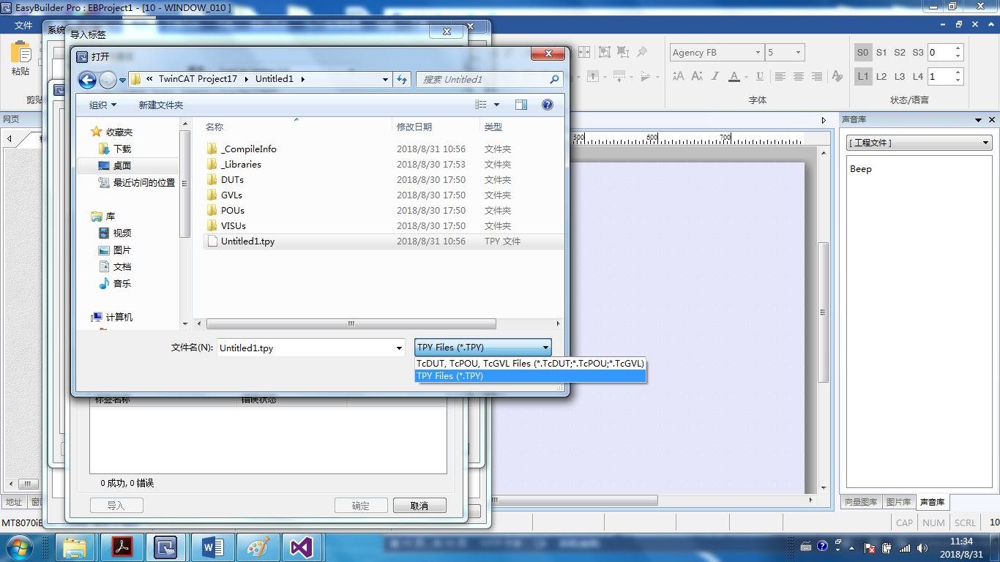 EasyBuilder Pro : EBProject1 - [10 - WINDOW_010 ]
文件
系统
导入标签
打开
粘贴
« TwinCAT Project17 Untitled1
搜索 Untitled1
Agency FB 5
S0 S1 S2 S3 0
L1 L2 L3 L4 1
剪贴
字体
状态/语言
组织
新建文件夹
网页
声音库
收藏夹
下载
桌面
最近访问的位置
库
视频
图片
文档
音乐
计算机
名称 修改日期 类型
_CompileInfo 2018/8/31 10:56 文件夹
_Libraries 2018/8/30 17:53 文件夹
DUTs 2018/8/30 17:50 文件夹
GVLs 2018/8/30 17:50 文件夹
POUs 2018/8/30 17:50 文件夹
VISUs 2018/8/30 17:50 文件夹
Untitled1.tpy 2018/8/31 10:56 TPY 文件
500 600 700
[ 工程文件 ]
Beep
文件名(N): Untitled1.tpy
TPY Files (*.TPY)
TcDUT, TcPOU, TcGVL Files (*.TcDUT;*.TcPOU;*.TcGVL)
TPY Files (*.TPY)
标签名称 错误状态
0 成功, 0 错误
导入 确定 取消
地址
向量图库 图片库 声音库
MT8070iE
CAP NUM SCRL 10
11:34
2018/8/31